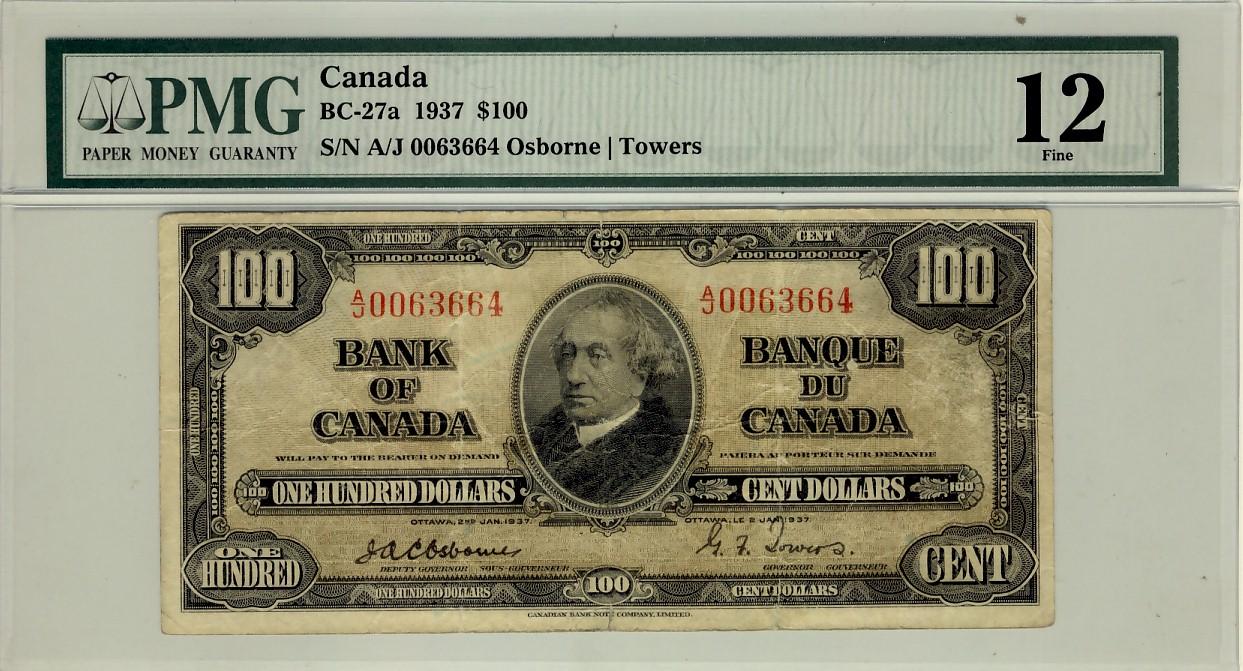 PMG
PAPER MONEY GUARANTY
Canada
BC-27a 1937 $100
S/N A/J 0063664 Osborne | Towers
12
Fine
ONE HUNDRED 100 CENT
100 100 100 100 100 100 100 100 100 100
A/J 0063664 A/J 0063664
BANK BANQUE
OF DU
CANADA CANADA
ONE HUNDRED
WILL PAY TO THE BEARER ON DEMAND PAIERA AU PORTEUR SUR DEMANDE
100 ONE HUNDRED DOLLARS CENT DOLLARS 100
OTTAWA, 2ND JAN. 1937. OTTAWA, LE 2 JAN. 1937.
JAC Osborne G. F. Towers.
DEPUTY GOVERNOR SOUS-GOUVERNEUR GOVERNOR GOUVERNEUR
ONE HUNDRED CENT
ONE HUNDRED DOLLARS 100 CENT DOLLARS
CANADIAN BANK NOTE COMPANY, LIMITED.